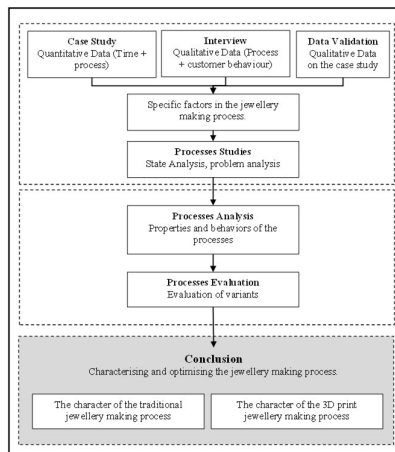 Case Study
Quantitative Data (Time +
process)
Interview
Qualitative Data (Process
+ customer behaviour)
Data Validation
Qualitative Data
on the case study
Specific factors in the jewellery
making process.
Processes Studies
State Analysis, problem analysis
Processes Analysis
Properties and behaviors of the
processes
Processes Evaluation
Evaluation of variants
Conclusion
Characterising and optimising the jewellery making process.
The character of the traditional
jewellery making process
The character of the 3D print
jewellery making process